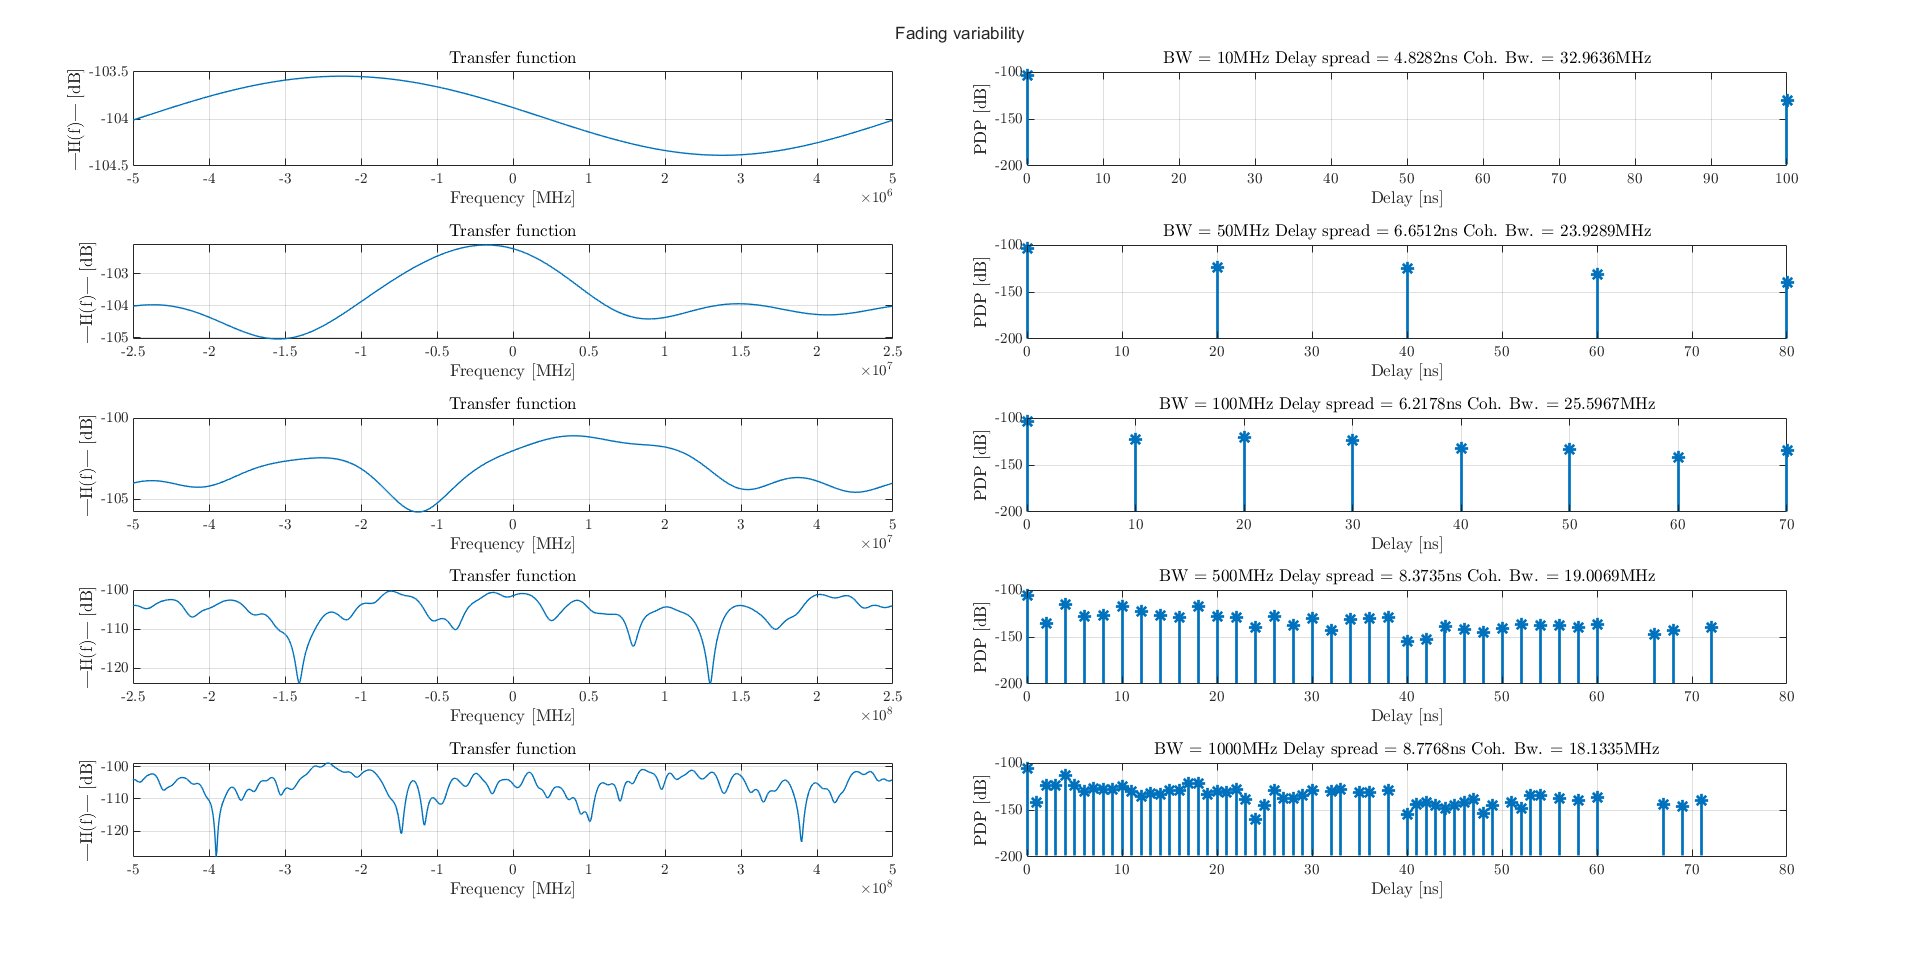 Fading variability
Transfer function
—H(f)— [dB]
-103.5
-104
-104.5
-5 -4 -3 -2 -1 0 1 2 3 4 5
Frequency [MHz]
×10^6
BW = 10MHz Delay spread = 4.8282ns Coh. Bw. = 32.9636MHz
PDP [dB]
-100
-150
-200
0 10 20 30 40 50 60 70 80 90 100
Delay [ns]
Transfer function
—H(f)— [dB]
-103
-104
-105
-2.5 -2 -1.5 -1 -0.5 0 0.5 1 1.5 2 2.5
Frequency [MHz]
×10^7
BW = 50MHz Delay spread = 6.6512ns Coh. Bw. = 23.9289MHz
PDP [dB]
-100
-150
-200
0 10 20 30 40 50 60 70 80
Delay [ns]
Transfer function
—H(f)— [dB]
-100
-105
-5 -4 -3 -2 -1 0 1 2 3 4 5
Frequency [MHz]
×10^7
BW = 100MHz Delay spread = 6.2178ns Coh. Bw. = 25.5967MHz
PDP [dB]
-100
-150
-200
0 10 20 30 40 50 60 70
Delay [ns]
Transfer function
—H(f)— [dB]
-100
-110
-120
-2.5 -2 -1.5 -1 -0.5 0 0.5 1 1.5 2 2.5
Frequency [MHz]
×10^8
BW = 500MHz Delay spread = 8.3735ns Coh. Bw. = 19.0069MHz
PDP [dB]
-100
-150
-200
0 10 20 30 40 50 60 70 80
Delay [ns]
Transfer function
—H(f)— [dB]
-100
-110
-120
-5 -4 -3 -2 -1 0 1 2 3 4 5
Frequency [MHz]
×10^8
BW = 1000MHz Delay spread = 8.7768ns Coh. Bw. = 18.1335MHz
PDP [dB]
-100
-150
-200
0 10 20 30 40 50 60 70 80
Delay [ns]